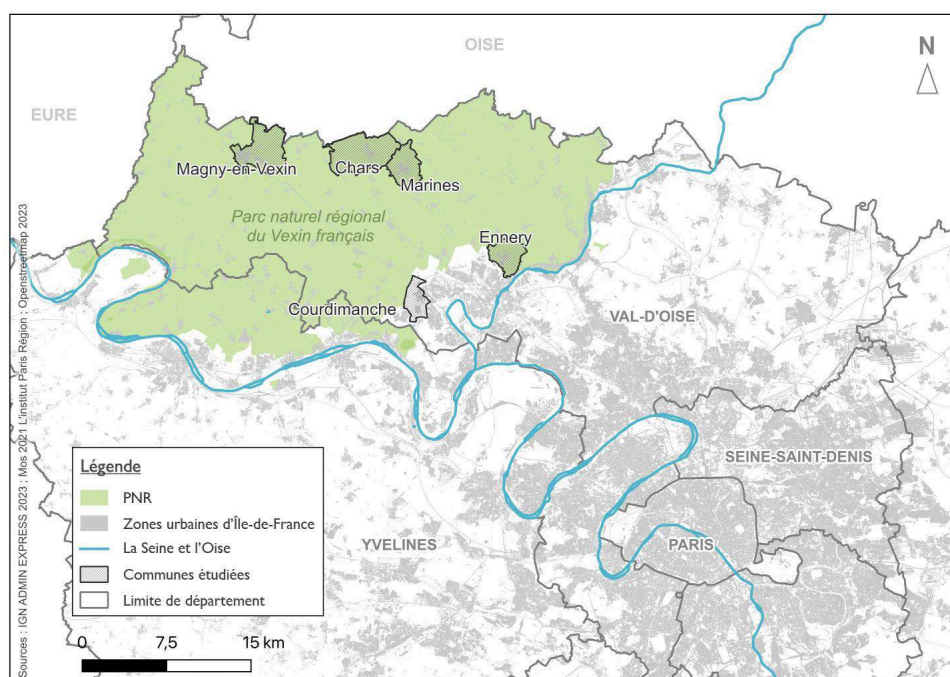 OISE
N
EURE
Magny-en-Vexin
Chars
Marines
Parc naturel régional
du Vexin français
Ennery
Courdimanche
VAL-D'OISE
SEINE-SAINT-DENIS
YVELINES
PARIS
Légende
PNR
Zones urbaines d'Île-de-France
La Seine et l'Oise
Communes étudiées
Limite de département
0 7,5 15 km
Sources : IGN ADMIN EXPRESS 2023 ; Mos 2021 L'institut Paris Région ; Openstreetmap 2023